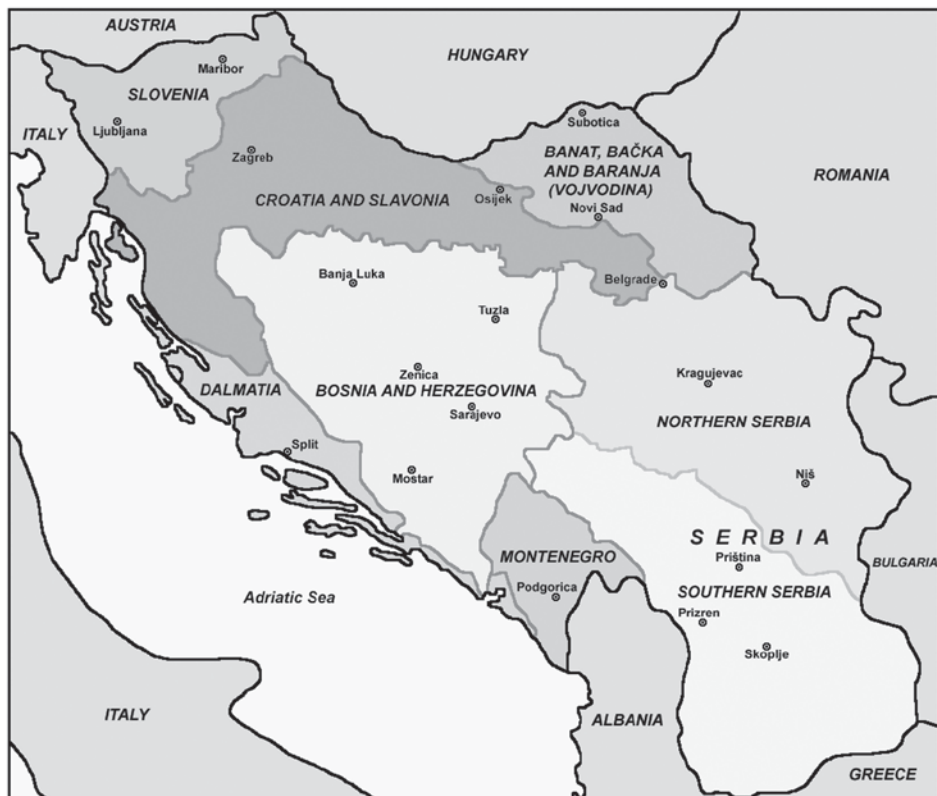 AUSTRIA
HUNGARY
Maribor
SLOVENIA
Ljubljana
ITALY
Zagreb
Subotica
BANAT, BAČKA
AND BARANJA
(VOJVODINA)
Novi Sad
ROMANIA
CROATIA AND SLAVONIA
Osijek
Banja Luka
Belgrade
Tuzla
Zenica
Kragujevac
DALMATIA
BOSNIA AND HERZEGOVINA
Sarajevo
NORTHERN SERBIA
Split
Mostar
Niš
SERBIA
MONTENEGRO
Priština
BULGARIA
Podgorica
SOUTHERN SERBIA
Adriatic Sea
Prizren
Skoplje
ITALY
ALBANIA
GREECE